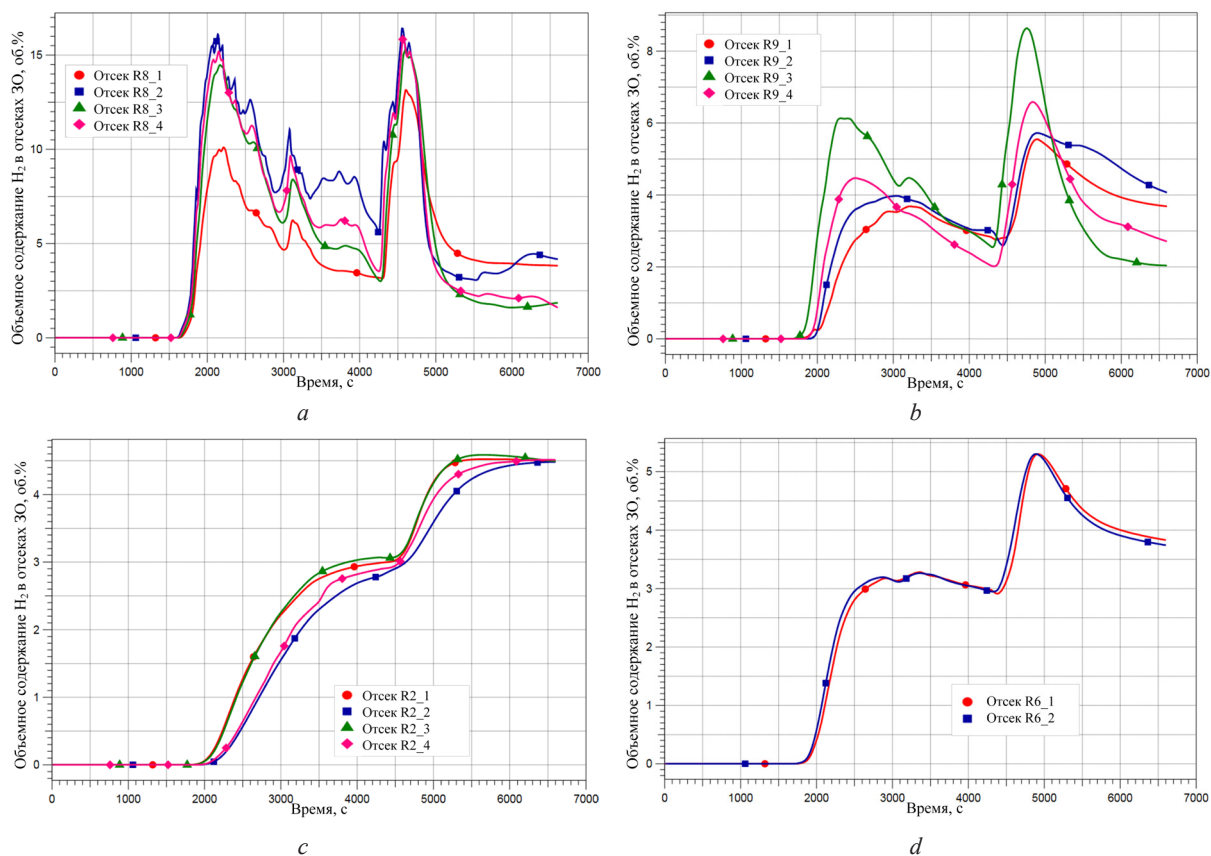 Объемное содержание H₂ в отсеках ЗО, об.%
15
10
5
0
Отсек R8_1
Отсек R8_2
Отсек R8_3
Отсек R8_4
0 1000 2000 3000 4000 5000 6000 7000
Время, с
a
Объемное содержание H₂ в отсеках ЗО, об.%
8
6
4
2
0
Отсек R9_1
Отсек R9_2
Отсек R9_3
Отсек R9_4
0 1000 2000 3000 4000 5000 6000 7000
Время, с
b
Объемное содержание H₂ в отсеках ЗО, об.%
4
3
2
1
0
Отсек R2_1
Отсек R2_2
Отсек R2_3
Отсек R2_4
0 1000 2000 3000 4000 5000 6000 7000
Время, с
c
Объемное содержание H₂ в отсеках ЗО, об.%
5
4
3
2
1
0
Отсек R6_1
Отсек R6_2
0 1000 2000 3000 4000 5000 6000 7000
Время, с
d